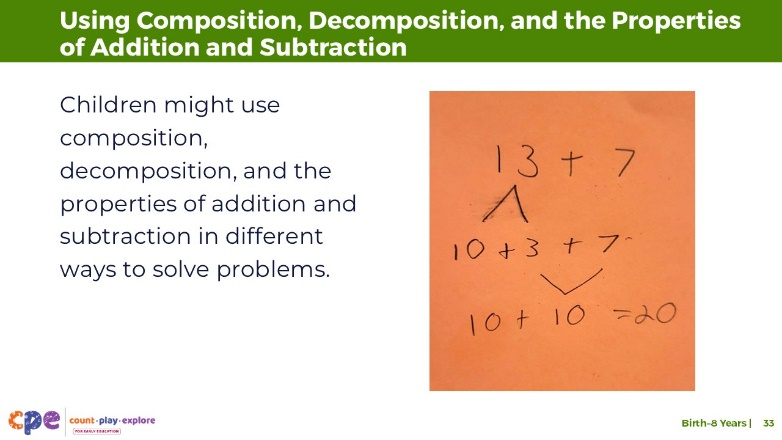 Using Composition, Decomposition, and the Properties
of Addition and Subtraction
Children might use
composition,
decomposition, and the
properties of addition and
subtraction in different
ways to solve problems.
13 + 7
10 + 3 + 7
10 + 10 = 20
cpe
count·play·explore
FOR EARLY EDUCATION
Birth–8 Years | 33